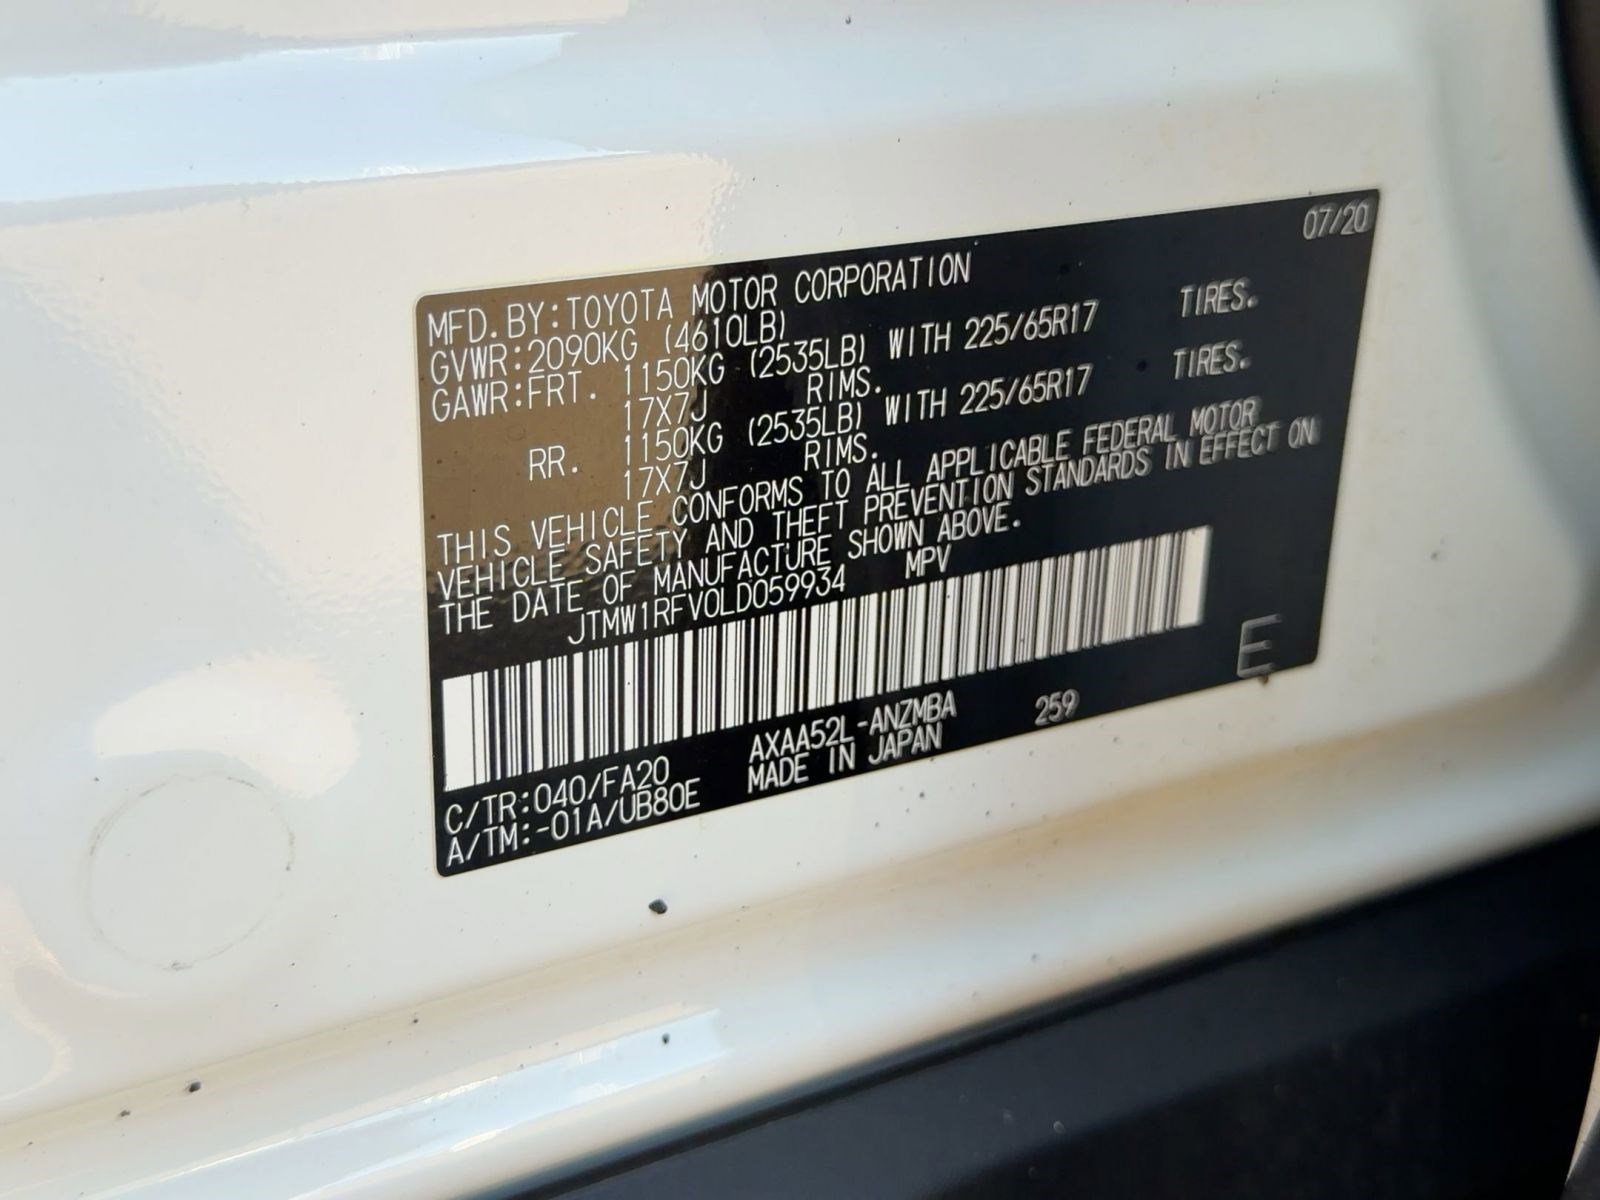 07/20
MFD. BY: TOYOTA MOTOR CORPORATION
GVWR: 2090KG (4610LB)
GAWR: FRT. 1150KG (2535LB) WITH 225/65R17 TIRES.
17X7J RIMS.
RR. 1150KG (2535LB) WITH 225/65R17 TIRES.
17X7J RIMS.
THIS VEHICLE CONFORMS TO ALL APPLICABLE FEDERAL MOTOR
VEHICLE SAFETY AND THEFT PREVENTION STANDARDS IN EFFECT ON
THE DATE OF MANUFACTURE SHOWN ABOVE.
JTMW1RFV0LD059934 MPV
E
C/TR: 040/FA20 AXAA52L-ANZMBA 259
A/TM: -01A/UB80E MADE IN JAPAN